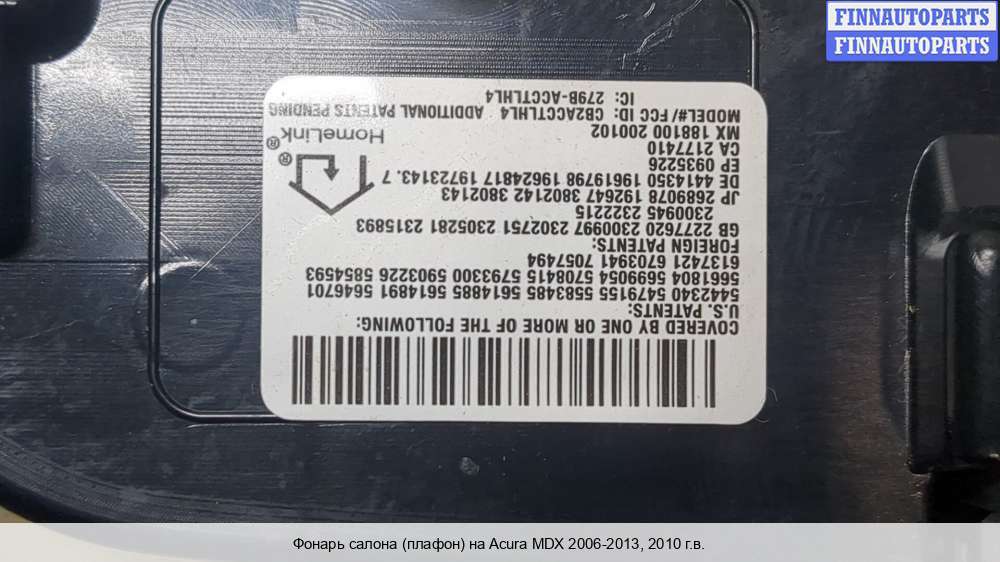 FINNAUTOPARTS
FINNAUTOPARTS
COVERED BY ONE OR MORE OF THE FOLLOWING:
U.S. PATENTS:
5442340 5479155 5583485 5614885 5614891 5646701
5661804 5699054 5708415 5793300 5903226 5854593
6137421 6703941 7057494
FOREIGN PATENTS:
GB 2277620 2300997 2302751 2305281 2315893
2300945 2322215
JP 2689078 192647 3802142 3802143
DE 4414350 19619798 19624817 19723143.7
EP 0935226
CA 2177410
MX 188100 200102
MODEL/#/FCC ID: CB2ACCTLHL4 ADDITIONAL PATENTS PENDING
IC: 279B-ACCTLHL4
®
HomeLink®
Фонарь салона (плафон) на Acura MDX 2006-2013, 2010 г.в.